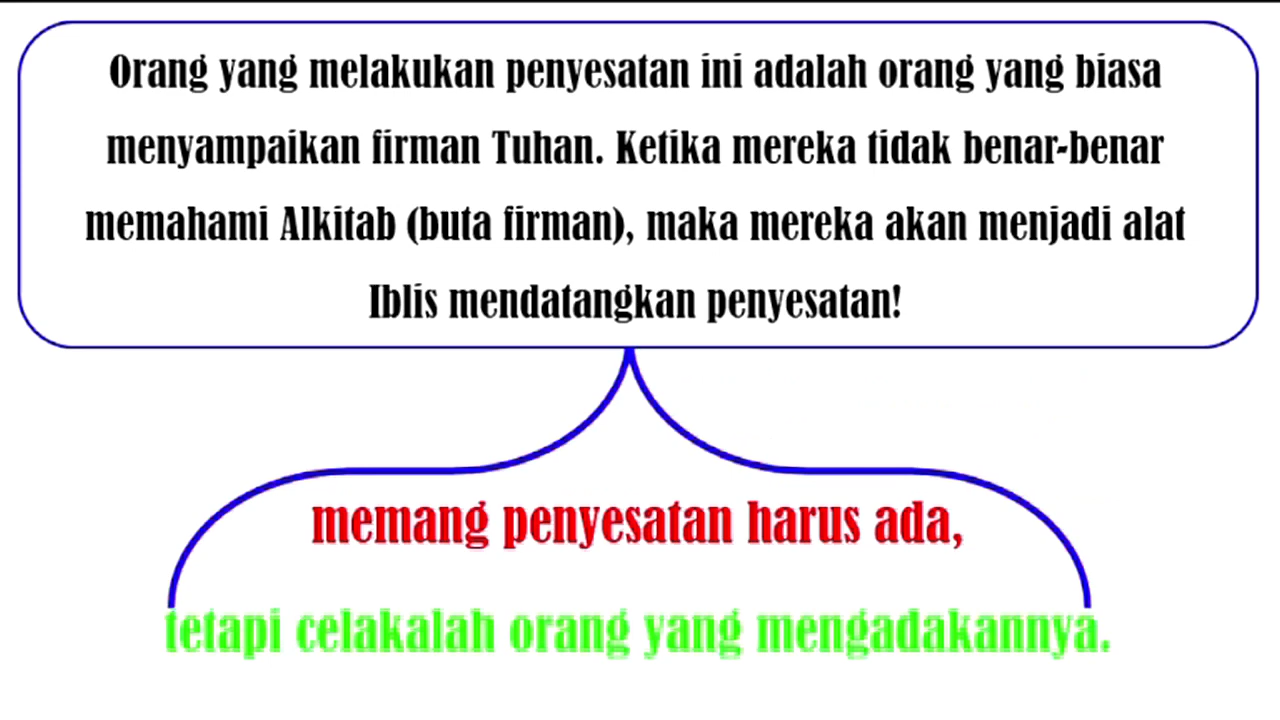 Orang yang melakukan penyesatan ini adalah orang yang biasa
menyampaikan firman Tuhan. Ketika mereka tidak benar-benar
memahami Alkitab (buta firman), maka mereka akan menjadi alat
Iblis mendatangkan penyesatan!
memang penyesatan harus ada,
tetapi celakalah orang yang mengadakannya.